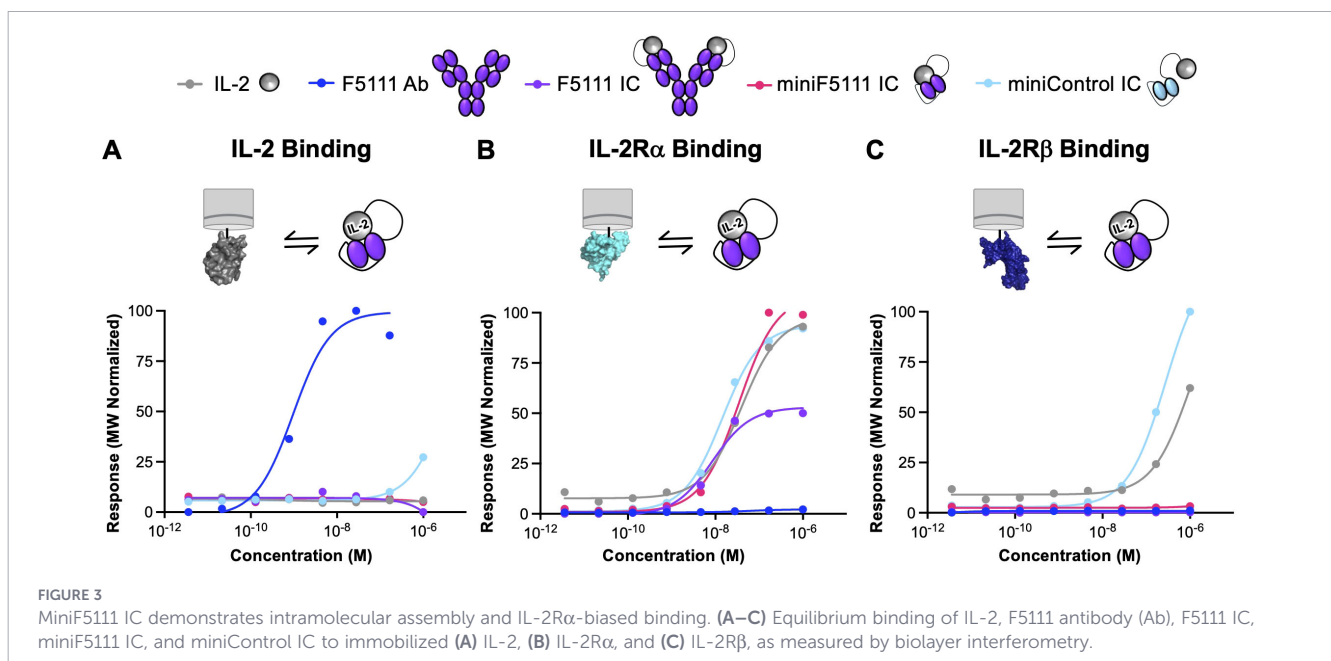 IL-2 F5111 Ab F5111 IC miniF5111 IC miniControl IC
A IL-2 Binding
IL-2
Response (MW Normalized)
100
75
50
25
0
10-12 10-10 10-8 10-6
Concentration (M)
B IL-2Rα Binding
IL-2
Response (MW Normalized)
100
75
50
25
0
10-12 10-10 10-8 10-6
Concentration (M)
C IL-2Rβ Binding
IL-2
Response (MW Normalized)
100
75
50
25
0
10-12 10-10 10-8 10-6
Concentration (M)
FIGURE 3
MiniF5111 IC demonstrates intramolecular assembly and IL-2Rα-biased binding. (A–C) Equilibrium binding of IL-2, F5111 antibody (Ab), F5111 IC,
miniF5111 IC, and miniControl IC to immobilized (A) IL-2, (B) IL-2Rα, and (C) IL-2Rβ, as measured by biolayer interferometry.